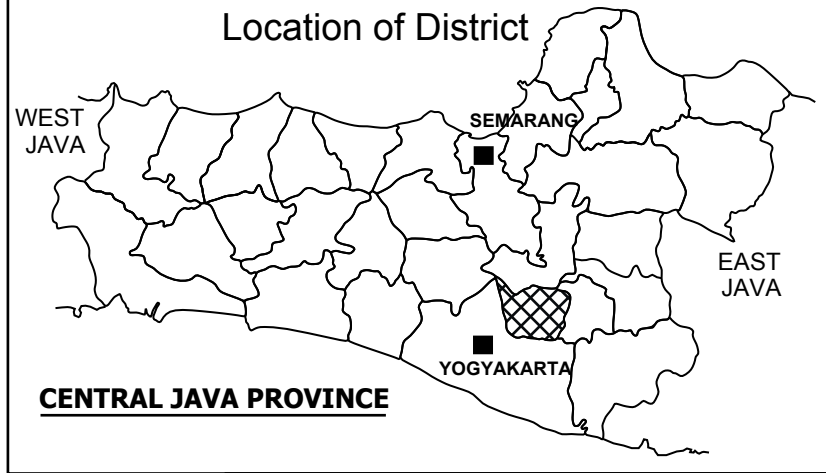 Location of District
WEST
JAVA
SEMARANG
EAST
JAVA
YOGYAKARTA
CENTRAL JAVA PROVINCE